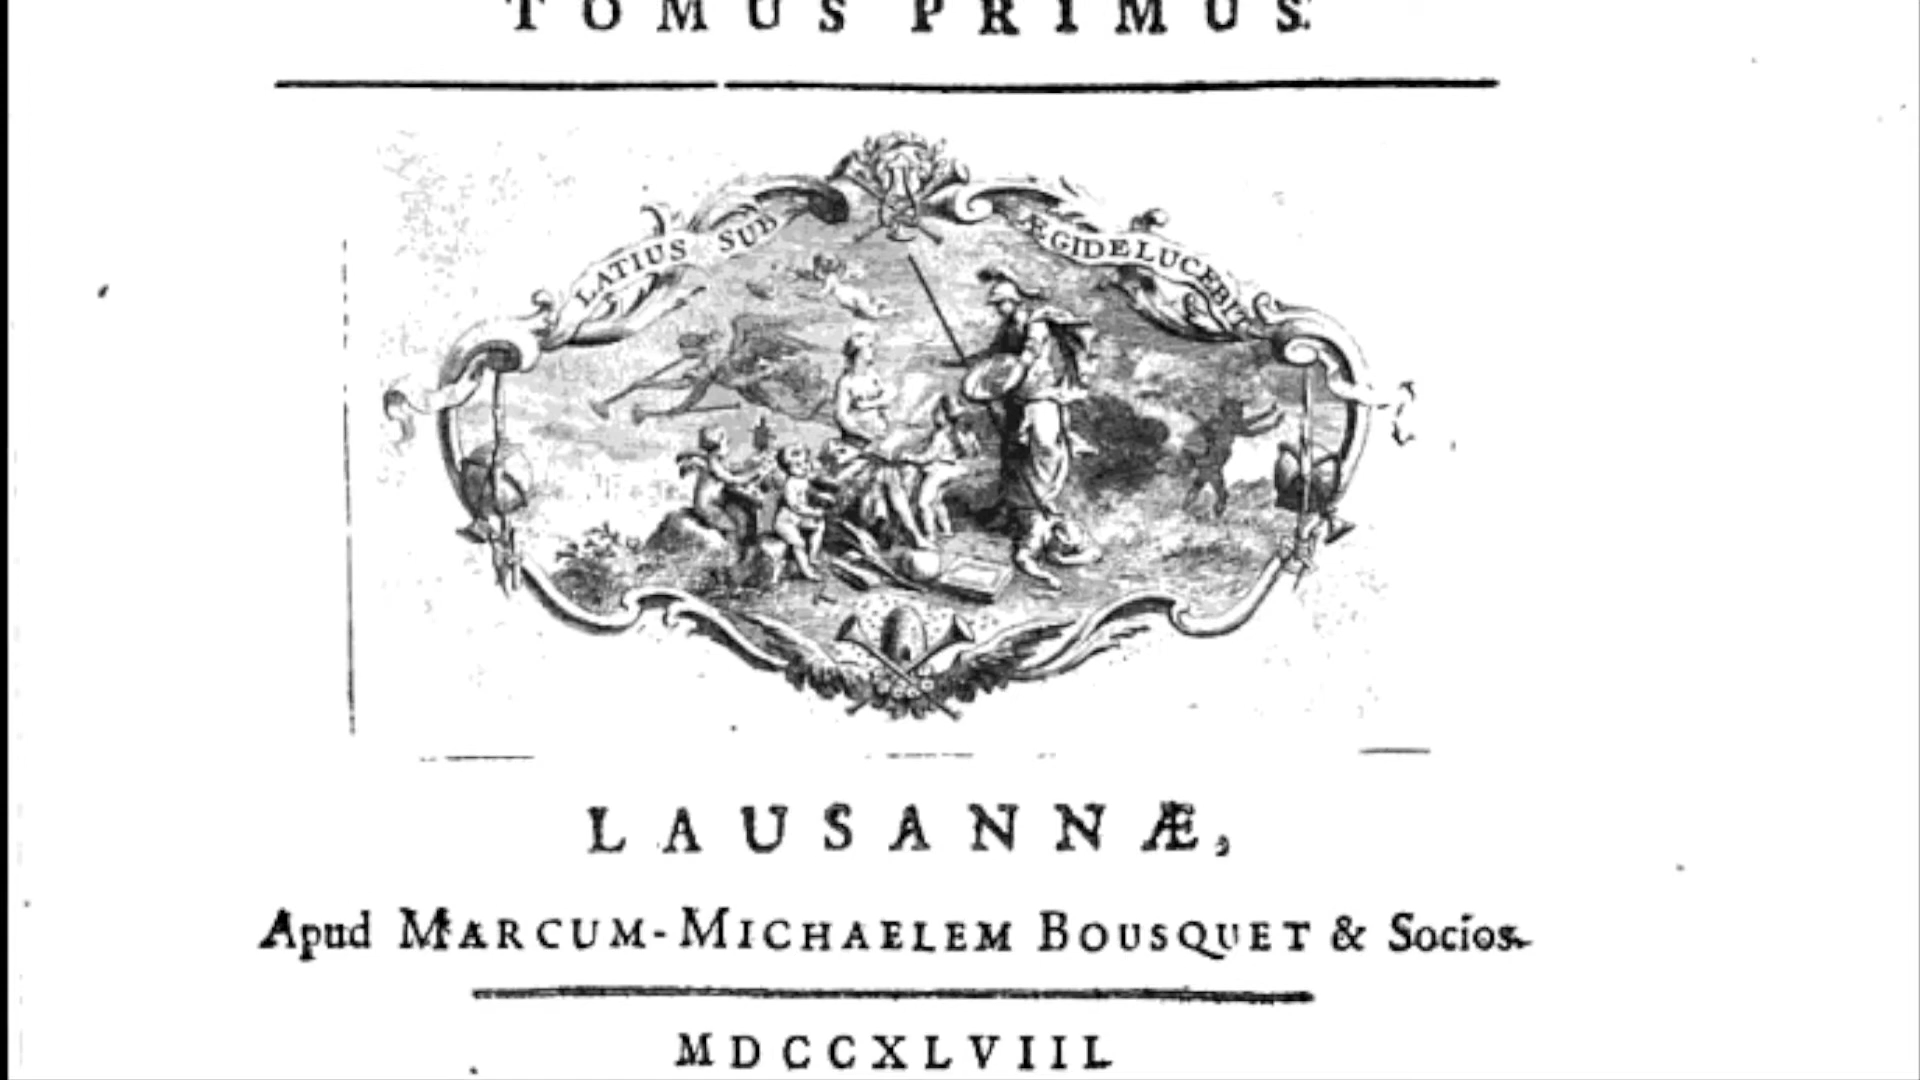 TOMUS PRIMUS.
LATIUS SUB ÆGIDE LUCEBIT
LAUSANNÆ,
Apud MARCUM-MICHAELEM BOUSQUET & Socios.
MDCCXLVIII.